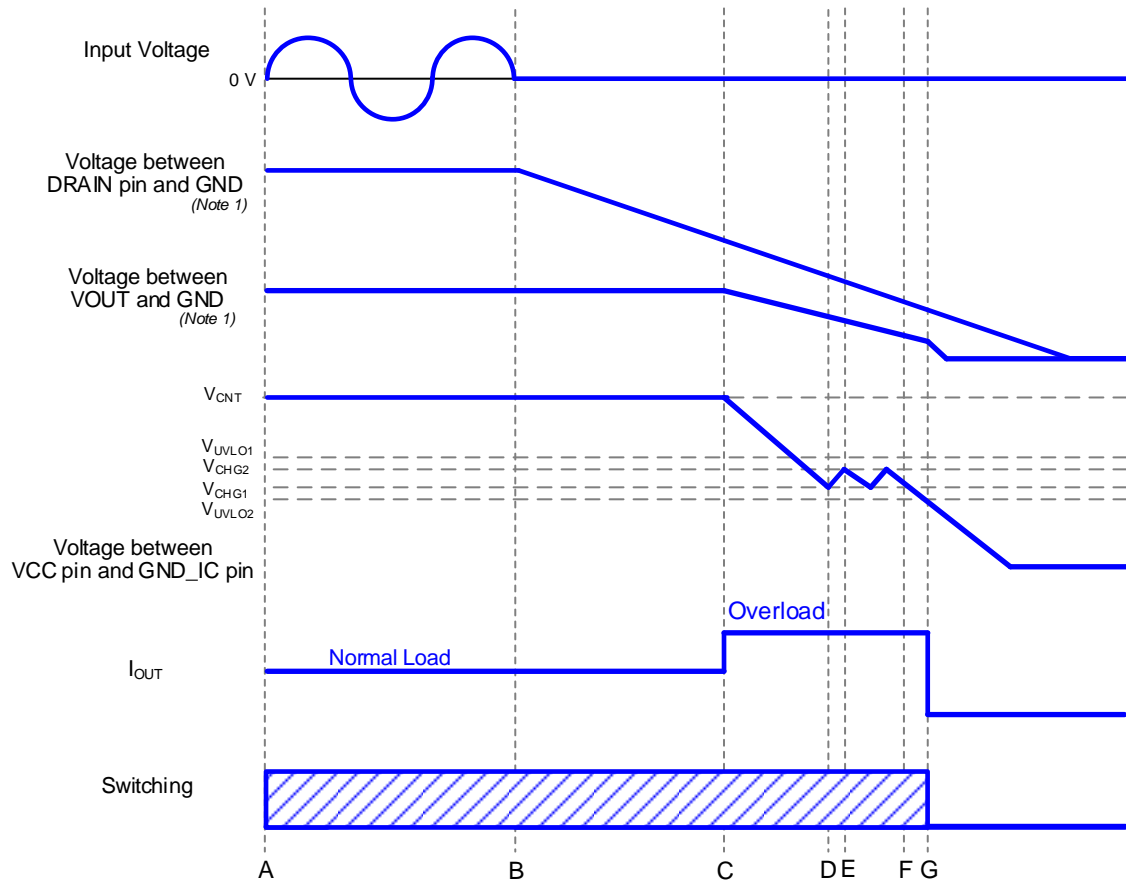 Input Voltage
0 V
Voltage between
DRAIN pin and GND
(Note 1)
Voltage between
VOUT and GND
(Note 1)
VCNT
VUVLO1
VCHG2
VCHG1
VUVLO2
Voltage between
VCC pin and GND_IC pin
Overload
Normal Load
IOUT
Switching
A B C D E F G